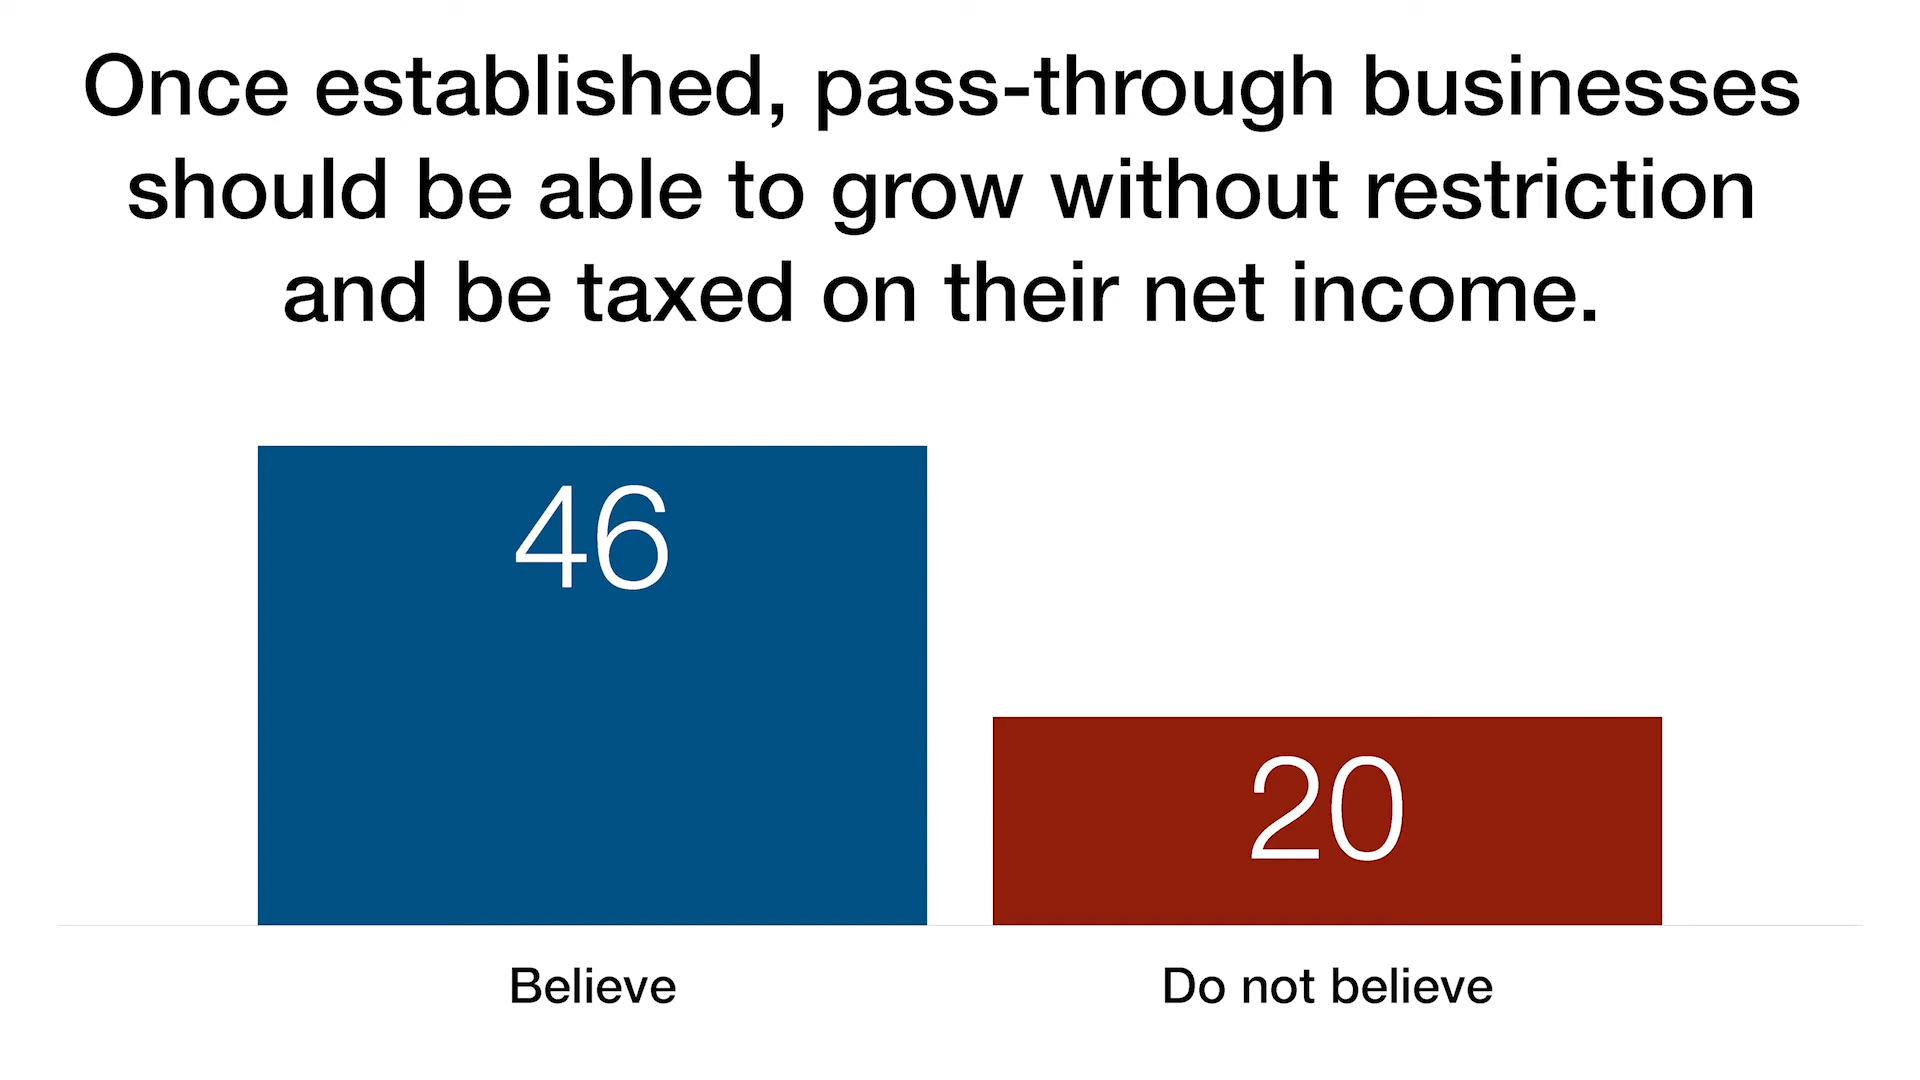 Once established, pass-through businesses
should be able to grow without restriction
and be taxed on their net income.
46
20
Believe
Do not believe